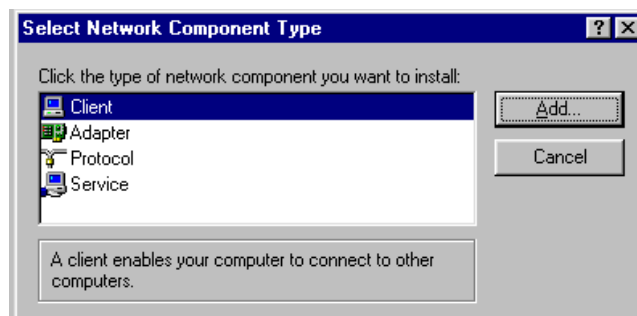 Select Network Component Type
Click the type of network component you want to install:
Client
Adapter
Protocol
Service
Add...
Cancel
A client enables your computer to connect to other
computers.